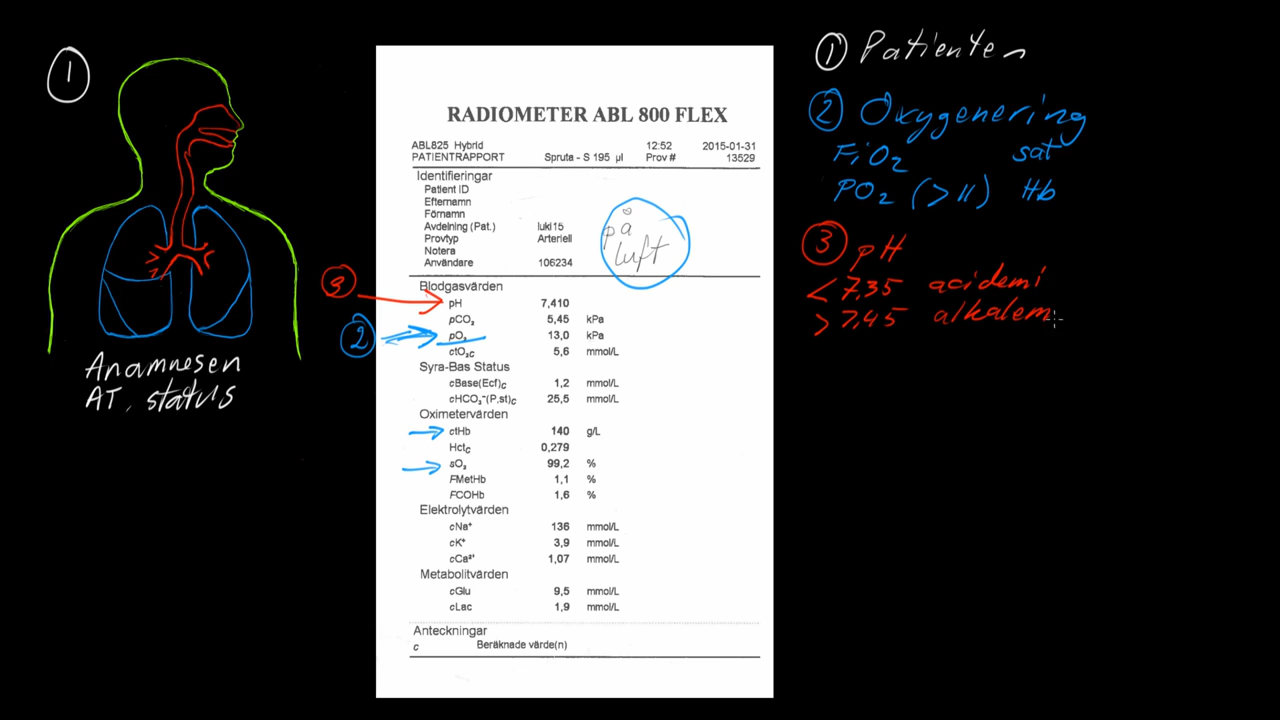 1
Anamnesen
AT, status
RADIOMETER ABL 800 FLEX
ABL825 Hybrid 12:52 2015-01-31
PATIENTRAPPORT Spruta - S 195 µl Prov # 13529
Identifieringar
Patient ID
Efternamn
Förnamn
Avdelning (Pat.) luki15
Provtyp Arteriell
Notera
Användare 106234
på
luft
Blodgasvärden
3
pH 7,410
pCO₂ 5,45 kPa
2
pO₂ 13,0 kPa
ctO₂c 5,6 mmol/L
Syra-Bas Status
cBase(Ecf)c 1,2 mmol/L
cHCO₃⁻(P,st)c 25,5 mmol/L
Oximetervärden
ctHb 140 g/L
Hctc 0,279
sO₂ 99,2 %
FMetHb 1,1 %
FCOHb 1,6 %
Elektrolytvärden
cNa⁺ 136 mmol/L
cK⁺ 3,9 mmol/L
cCa²⁺ 1,07 mmol/L
Metabolitvärden
cGlu 9,5 mmol/L
cLac 1,9 mmol/L
Anteckningar
c Beräknade värde(n)
1 Patienten
2 Oxygenering
FiO₂ sat
PO₂ (>11) Hb
3 pH
<7.35 acidemi
>7.45 alkalem